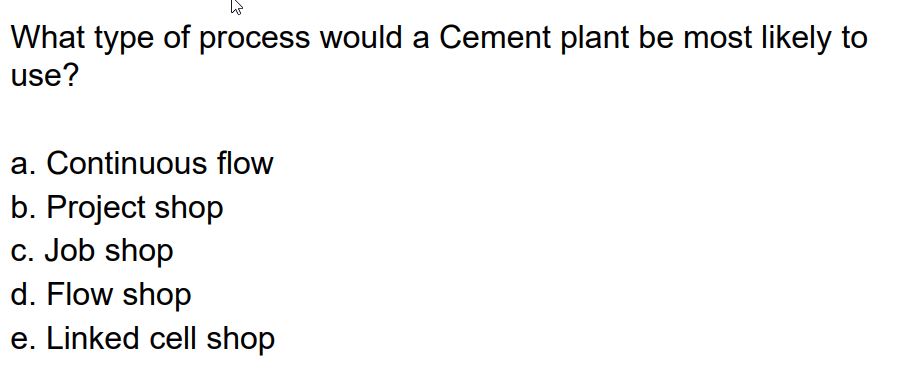 What type of process would a Cement plant be most likely to
use?
a. Continuous flow
b. Project shop
c. Job shop
d. Flow shop
e. Linked cell shop